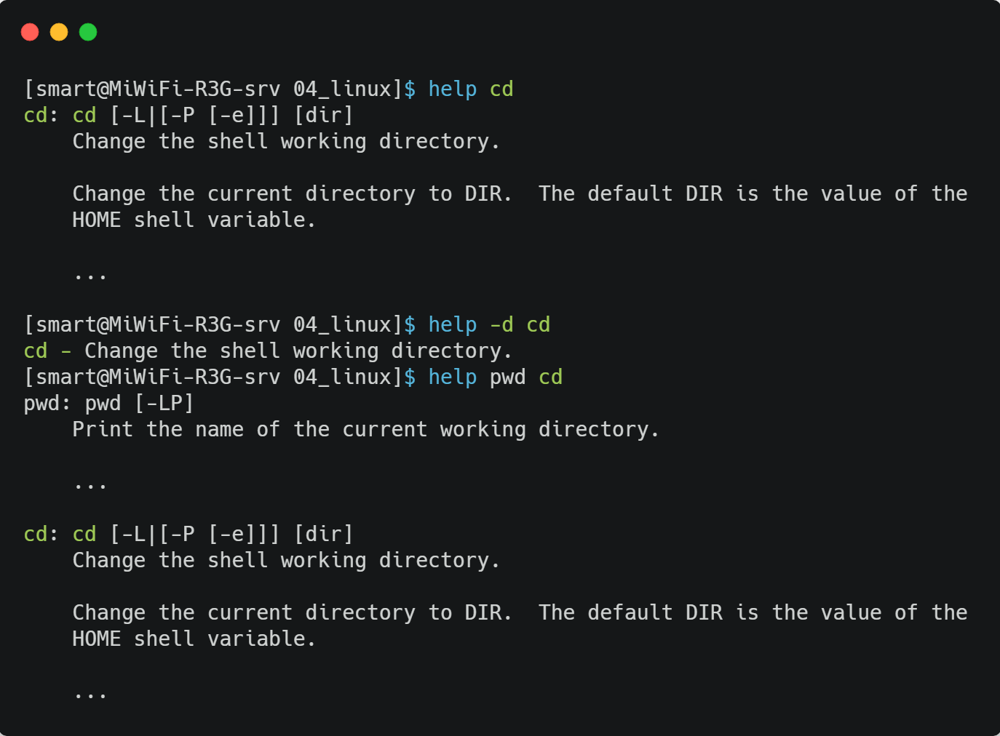 [smart@MiWiFi-R3G-srv 04_linux]$ help cd
cd: cd [-L|[-P [-e]]] [dir]
    Change the shell working directory.

    Change the current directory to DIR.  The default DIR is the value of the
    HOME shell variable.

    ...

[smart@MiWiFi-R3G-srv 04_linux]$ help -d cd
cd - Change the shell working directory.
[smart@MiWiFi-R3G-srv 04_linux]$ help pwd cd
pwd: pwd [-LP]
    Print the name of the current working directory.

    ...

cd: cd [-L|[-P [-e]]] [dir]
    Change the shell working directory.

    Change the current directory to DIR.  The default DIR is the value of the
    HOME shell variable.

    ...